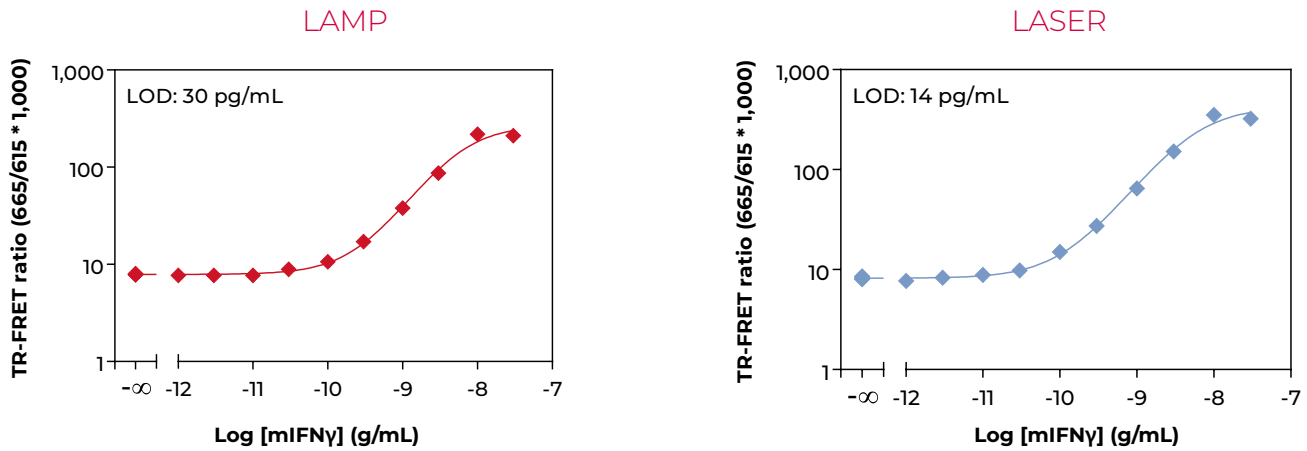 LAMP
TR-FRET ratio (665/615 * 1,000)
1,000
100
10
1
LOD: 30 pg/mL
-∞ -12 -11 -10 -9 -8 -7
Log [mIFNγ] (g/mL)
LASER
TR-FRET ratio (665/615 * 1,000)
1,000
100
10
1
LOD: 14 pg/mL
-∞ -12 -11 -10 -9 -8 -7
Log [mIFNγ] (g/mL)